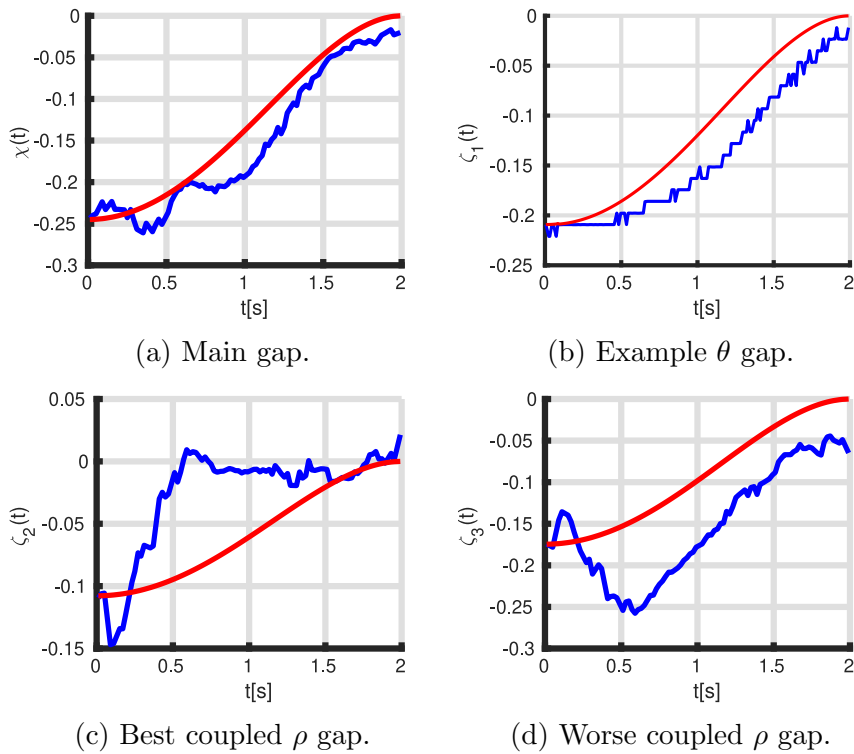 0
-0.05
-0.1
-0.15
-0.2
-0.25
-0.3
χ(t)
0 0.5 1 1.5 2
t[s]
(a) Main gap.
0
-0.05
-0.1
-0.15
-0.2
-0.25
ζ1(t)
0 0.5 1 1.5 2
t[s]
(b) Example θ gap.
0.05
0
-0.05
-0.1
-0.15
ζ2(t)
0 0.5 1 1.5 2
t[s]
(c) Best coupled ρ gap.
0
-0.05
-0.1
-0.15
-0.2
-0.25
-0.3
ζ3(t)
0 0.5 1 1.5 2
t[s]
(d) Worse coupled ρ gap.